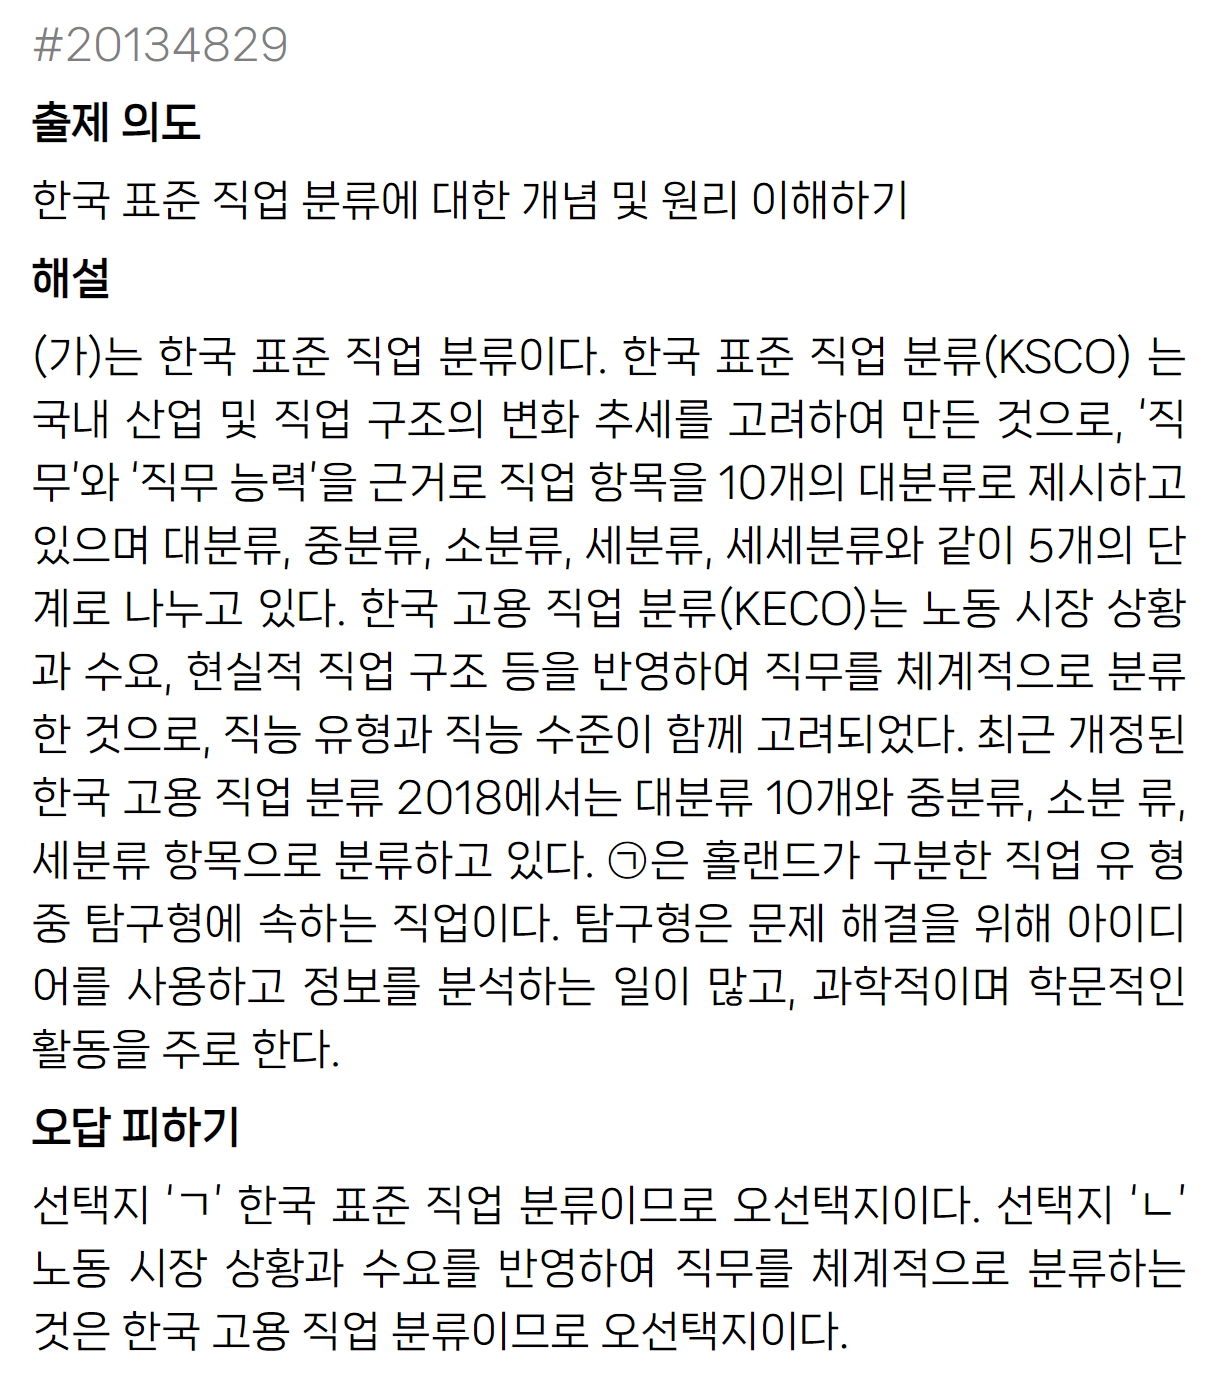 #20134829
출제 의도
한국 표준 직업 분류에 대한 개념 및 원리 이해하기
해설
(가)는 한국 표준 직업 분류이다. 한국 표준 직업 분류(KSCO) 는
국내 산업 및 직업 구조의 변화 추세를 고려하여 만든 것으로, ‘직
무’와 ‘직무 능력’을 근거로 직업 항목을 10개의 대분류로 제시하고
있으며 대분류, 중분류, 소분류, 세분류, 세세분류와 같이 5개의 단
계로 나누고 있다. 한국 고용 직업 분류(KECO)는 노동 시장 상황
과 수요, 현실적 직업 구조 등을 반영하여 직무를 체계적으로 분류
한 것으로, 직능 유형과 직능 수준이 함께 고려되었다. 최근 개정된
한국 고용 직업 분류 2018에서는 대분류 10개와 중분류, 소분 류,
세분류 항목으로 분류하고 있다. ㉠은 홀랜드가 구분한 직업 유 형
중 탐구형에 속하는 직업이다. 탐구형은 문제 해결을 위해 아이디
어를 사용하고 정보를 분석하는 일이 많고, 과학적이며 학문적인
활동을 주로 한다.
오답 피하기
선택지 ‘ㄱ’ 한국 표준 직업 분류이므로 오선택지이다. 선택지 ‘ㄴ’
노동 시장 상황과 수요를 반영하여 직무를 체계적으로 분류하는
것은 한국 고용 직업 분류이므로 오선택지이다.